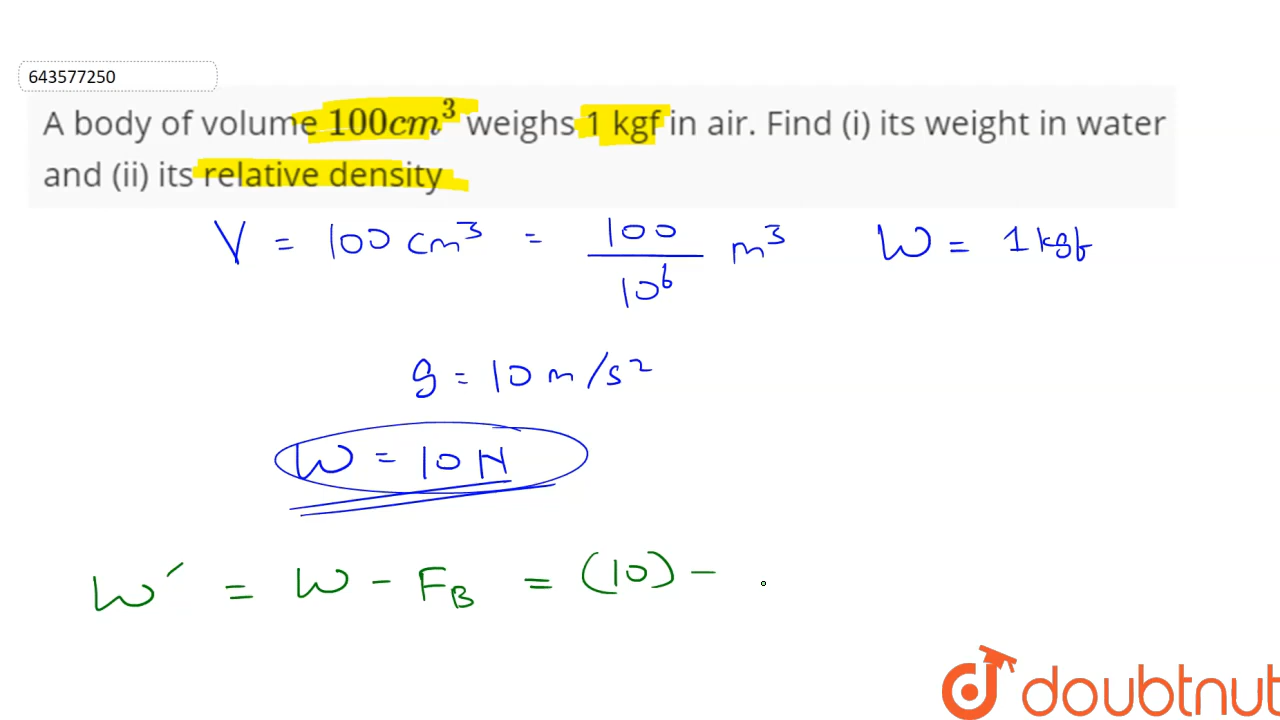 643577250
A body of volume 100cm³ weighs 1 kgf in air. Find (i) its weight in water
and (ii) its relative density
V = 100 cm³ = 100/10⁶ m³ W = 1 kgf
g = 10 m/s²
W = 10 N
W′ = W - F_B = (10) -
doubtnut